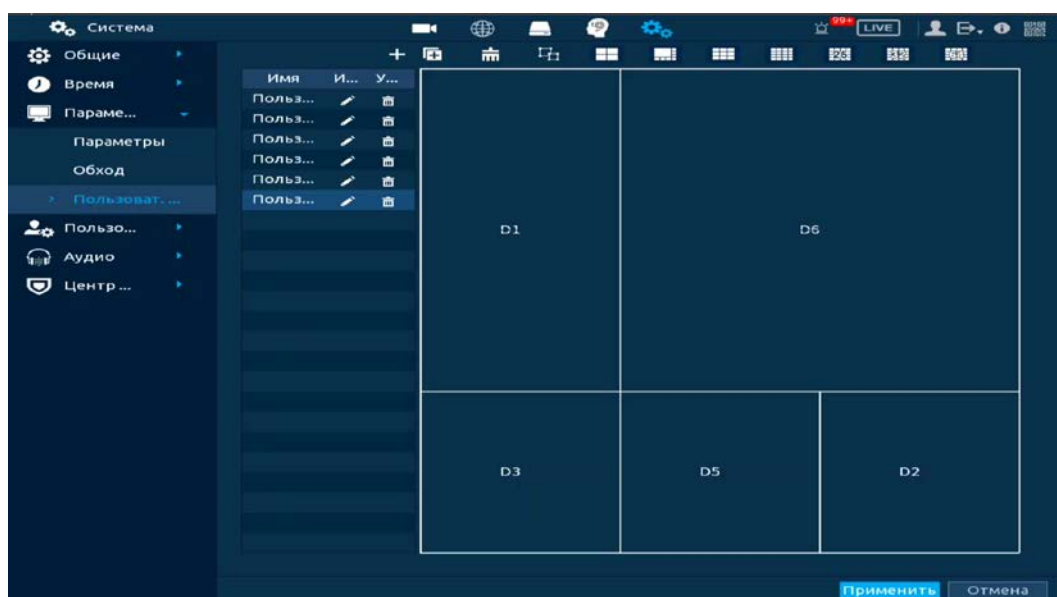 Система
99+
LIVE
Общие
Время
Параме...
Параметры
Обход
Пользоват. ...
Пользо...
Аудио
Центр ...
Имя И... У...
Польз...
Польз...
Польз...
Польз...
Польз...
Польз...
D1 D6
D3 D5 D2
Применить Отмена